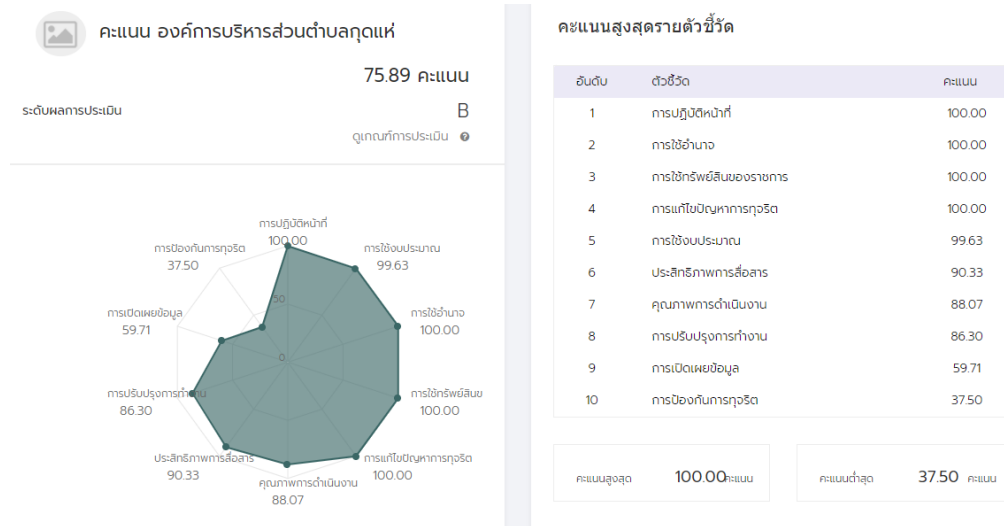 คะแนน องค์การบริหารส่วนตำบลกุดแห่
75.89 คะแนน
ระดับผลการประเมิน B
ดูเกณฑ์การประเมิน ?
การปฏิบัติหน้าที่
100.00
การใช้งบประมาณ
99.63
การใช้อำนาจ
100.00
การใช้ทรัพย์สินข
100.00
การแก้ไขปัญหาการทุจริต
100.00
คุณภาพการดำเนินงาน
88.07
ประสิทธิภาพการสื่อสาร
90.33
การปรับปรุงการทำงาน
86.30
การเปิดเผยข้อมูล
59.71
การป้องกันการทุจริต
37.50
50
0
คะแนนสูงสุดรายตัวชี้วัด
อันดับ ตัวชี้วัด คะแนน
1 การปฏิบัติหน้าที่ 100.00
2 การใช้อำนาจ 100.00
3 การใช้ทรัพย์สินของราชการ 100.00
4 การแก้ไขปัญหาการทุจริต 100.00
5 การใช้งบประมาณ 99.63
6 ประสิทธิภาพการสื่อสาร 90.33
7 คุณภาพการดำเนินงาน 88.07
8 การปรับปรุงการทำงาน 86.30
9 การเปิดเผยข้อมูล 59.71
10 การป้องกันการทุจริต 37.50
คะแนนสูงสุด 100.00 คะแนน
คะแนนต่ำสุด 37.50 คะแนน